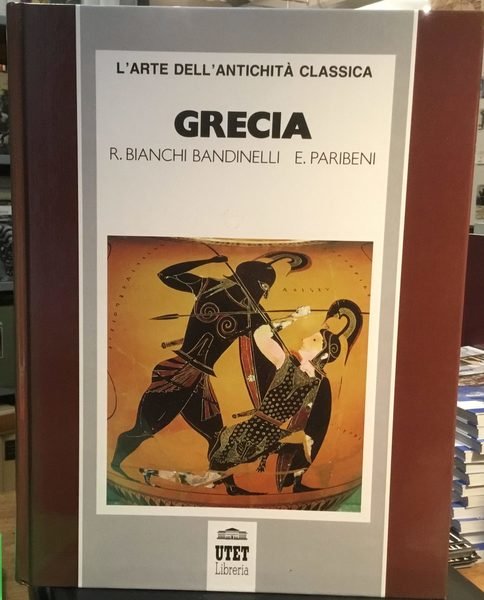 L'ARTE DELL'ANTICHITÀ CLASSICA
GRECIA
R. BIANCHI BANDINELLI E. PARIBENI
UTET
Libreria